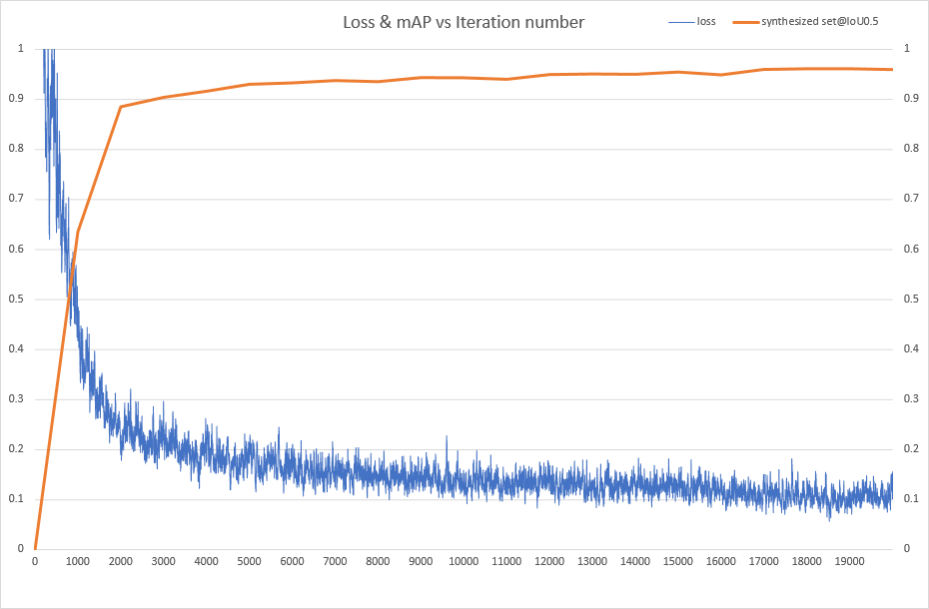 Loss & mAP vs Iteration number
loss
synthesized set@IoU0.5
1 1
0.9 0.9
0.8 0.8
0.7 0.7
0.6 0.6
0.5 0.5
0.4 0.4
0.3 0.3
0.2 0.2
0.1 0.1
0 0
0 1000 2000 3000 4000 5000 6000 7000 8000 9000 10000 11000 12000 13000 14000 15000 16000 17000 18000 19000